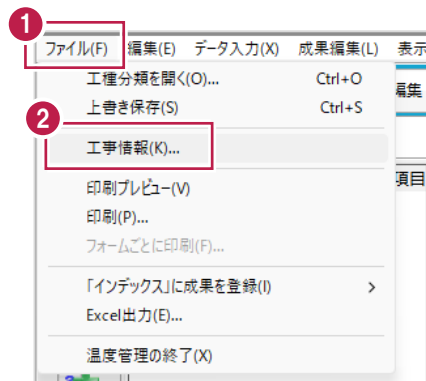 1
ファイル(F) 編集(E) データ入力(X) 成果編集(L) 表示
工種分類を開く(O)... Ctrl+O
編集
上書き保存(S) Ctrl+S
2
工事情報(K)...
項目
印刷プレビュー(V)
印刷(P)...
フォームごとに印刷(F)...
「インデックス」に成果を登録(I) >
Excel出力(E)...
温度管理の終了(X)